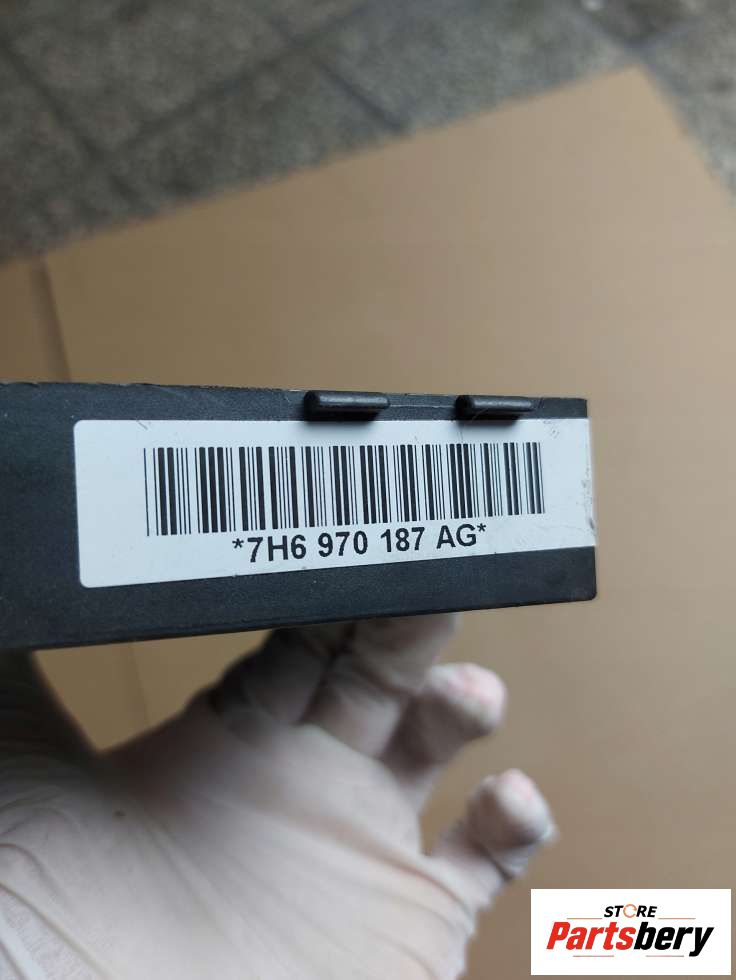 *7H6 970 187 AG*
STORE
Partsbery